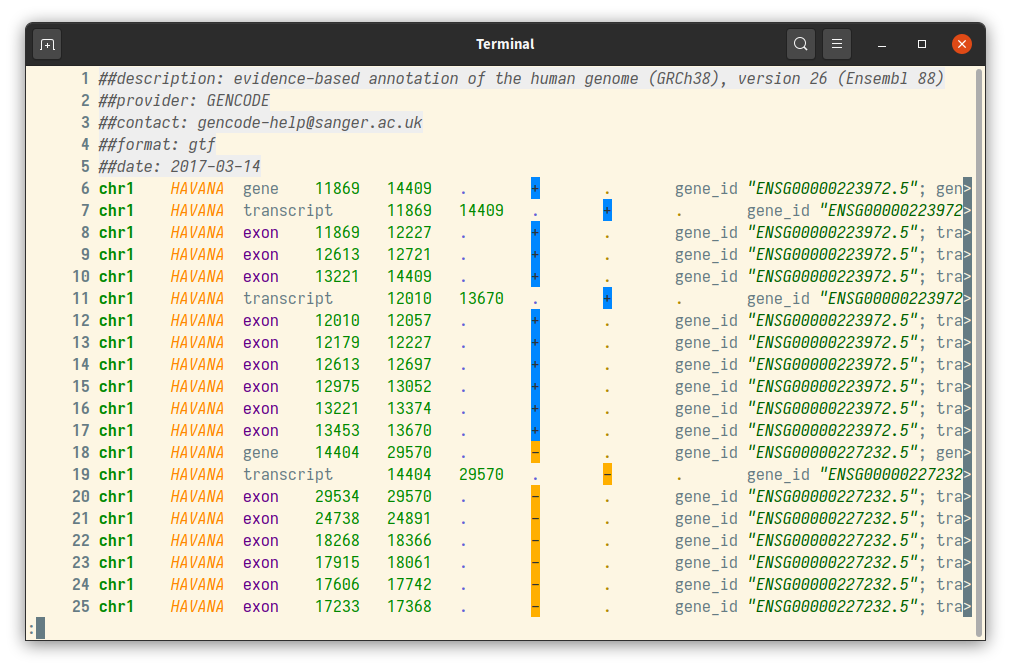 Terminal
1 ##description: evidence-based annotation of the human genome (GRCh38), version 26 (Ensembl 88)
2 ##provider: GENCODE
3 ##contact: gencode-help@sanger.ac.uk
4 ##format: gtf
5 ##date: 2017-03-14
6 chr1 HAVANA gene 11869 14409 . + . gene_id "ENSG00000223972.5"; gen>
7 chr1 HAVANA transcript 11869 14409 . + . gene_id "ENSG00000223972>
8 chr1 HAVANA exon 11869 12227 . + . gene_id "ENSG00000223972.5"; tra>
9 chr1 HAVANA exon 12613 12721 . + . gene_id "ENSG00000223972.5"; tra>
10 chr1 HAVANA exon 13221 14409 . + . gene_id "ENSG00000223972.5"; tra>
11 chr1 HAVANA transcript 12010 13670 . + . gene_id "ENSG00000223972>
12 chr1 HAVANA exon 12010 12057 . + . gene_id "ENSG00000223972.5"; tra>
13 chr1 HAVANA exon 12179 12227 . + . gene_id "ENSG00000223972.5"; tra>
14 chr1 HAVANA exon 12613 12697 . + . gene_id "ENSG00000223972.5"; tra>
15 chr1 HAVANA exon 12975 13052 . + . gene_id "ENSG00000223972.5"; tra>
16 chr1 HAVANA exon 13221 13374 . + . gene_id "ENSG00000223972.5"; tra>
17 chr1 HAVANA exon 13453 13670 . + . gene_id "ENSG00000223972.5"; tra>
18 chr1 HAVANA gene 14404 29570 . - . gene_id "ENSG00000227232.5"; gen>
19 chr1 HAVANA transcript 14404 29570 . - . gene_id "ENSG00000227232>
20 chr1 HAVANA exon 29534 29570 . - . gene_id "ENSG00000227232.5"; tra>
21 chr1 HAVANA exon 24738 24891 . - . gene_id "ENSG00000227232.5"; tra>
22 chr1 HAVANA exon 18268 18366 . - . gene_id "ENSG00000227232.5"; tra>
23 chr1 HAVANA exon 17915 18061 . - . gene_id "ENSG00000227232.5"; tra>
24 chr1 HAVANA exon 17606 17742 . - . gene_id "ENSG00000227232.5"; tra>
25 chr1 HAVANA exon 17233 17368 . - . gene_id "ENSG00000227232.5"; tra>
: